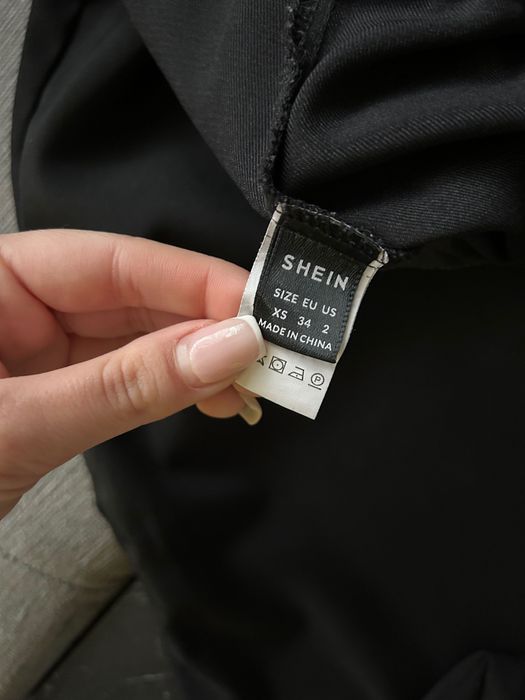 SHEIN
SIZE EU US
XS 34 2
MADE IN CHINA
P